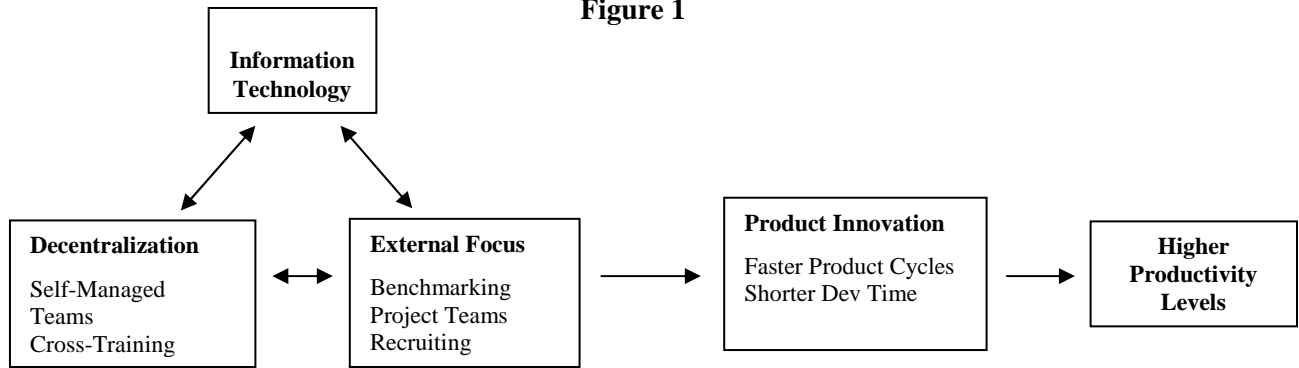 Figure 1
Information
Technology
Decentralization
Self-Managed
Teams
Cross-Training
External Focus
Benchmarking
Project Teams
Recruiting
Product Innovation
Faster Product Cycles
Shorter Dev Time
Higher
Productivity
Levels